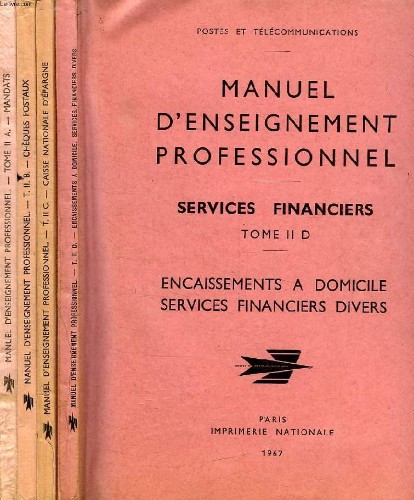 MANUEL D'ENSEIGNEMENT PROFESSIONNEL — TOME II A. — MANDATS
MANUEL D'ENSEIGNEMENT PROFESSIONNEL — T. II. B. — CHÈQUES POSTAUX
MANUEL D'ENSEIGNEMENT PROFESSIONNEL — T. II C. — CAISSE NATIONALE D'ÉPARGNE
MANUEL D'ENSEIGNEMENT PROFESSIONNEL — T. II. D. — ENCAISSEMENTS A DOMICILE, SERVICES FINANCIERS DIVERS
POSTES ET TÉLÉCOMMUNICATIONS
MANUEL
D'ENSEIGNEMENT
PROFESSIONNEL
SERVICES FINANCIERS
TOME II D
ENCAISSEMENTS A DOMICILE
SERVICES FINANCIERS DIVERS
PARIS
IMPRIMERIE NATIONALE
1967